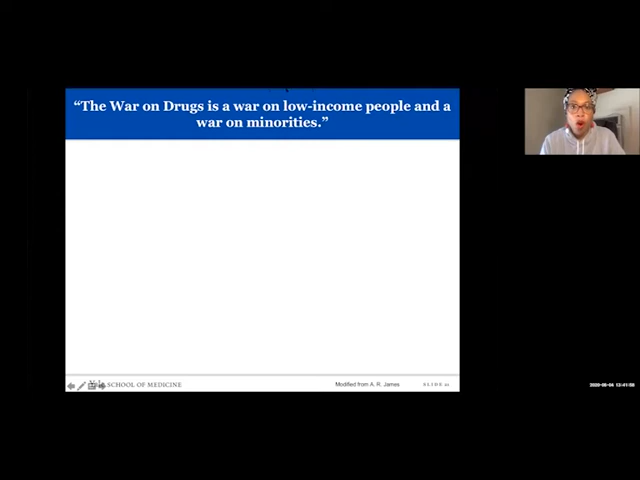 “The War on Drugs is a war on low-income people and a
war on minorities.”
SCHOOL OF MEDICINE
Modified from A. R. James
SLIDE